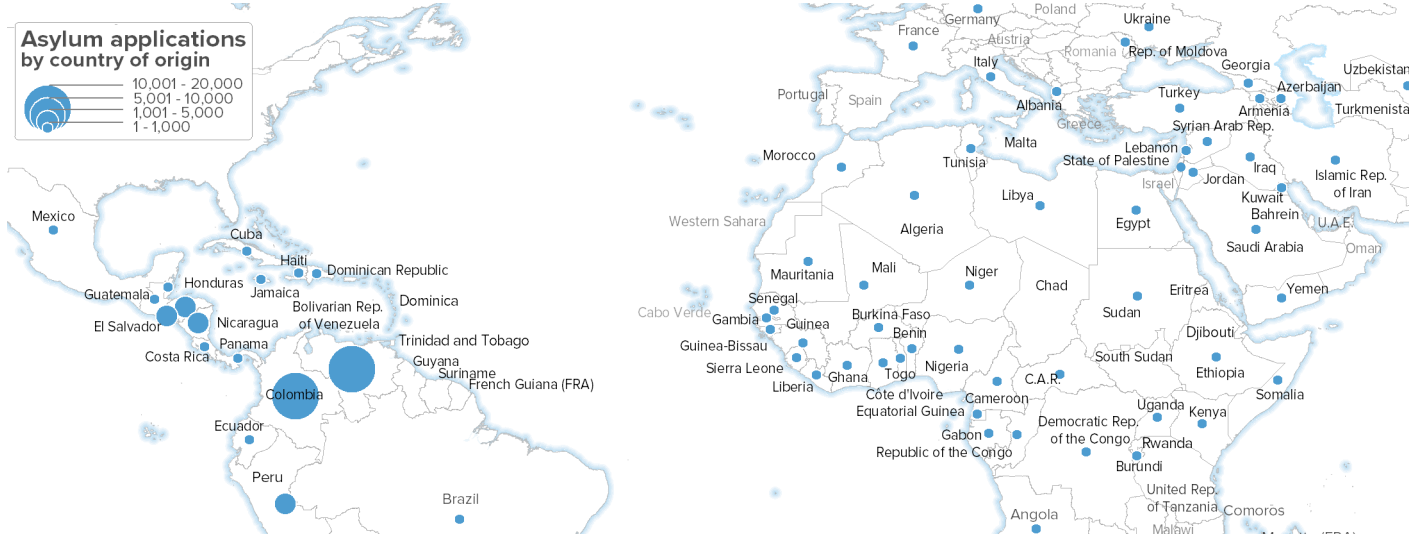 Asylum applications
by country of origin
10,001 - 20,000
5,001 - 10,000
1,001 - 5,000
1 - 1,000
Mexico
Cuba
Haiti
Dominican Republic
Honduras
Guatemala
Jamaica
Bolivarian Rep.
of Venezuela
Dominica
El Salvador
Nicaragua
Panama
Costa Rica
Trinidad and Tobago
Guyana
Suriname
French Guiana (FRA)
Colombla
Ecuador
Peru
Brazil
Germany
Poland
Ukraine
France
Austria
Romania
Rep. of Moldova
Italy
Georgia
Uzbekistan
Portugal
Spain
Albania
Turkey
Azerbaijan
Armenia
Turkmenista
Greece
Syrian Arab Rep.
Malta
Lebanon
Morocco
Tunisia
State of Palestine
Israel
Jordan
Iraq
Islamic Rep.
of Iran
Kuwait
Bahrein
Western Sahara
Libya
Algeria
Egypt
U.A.E.
Saudi Arabia
Oman
Mauritania
Mali
Niger
Chad
Sudan
Eritrea
Yemen
Cabo Verde
Senegal
Gambia
Guinea
Burkina Faso
Benin
Djibouti
Guinea-Bissau
Sierra Leone
Liberia
Ghana
Togo
Nigeria
South Sudan
Ethiopia
Côte d'Ivoire
Cameroon
C.A.R.
Somalia
Equatorial Guinea
Uganda
Kenya
Gabon
Democratic Rep.
of the Congo
Republic of the Congo
Rwanda
Burundi
United Rep.
of Tanzania
Angola
Comoros
Malawi